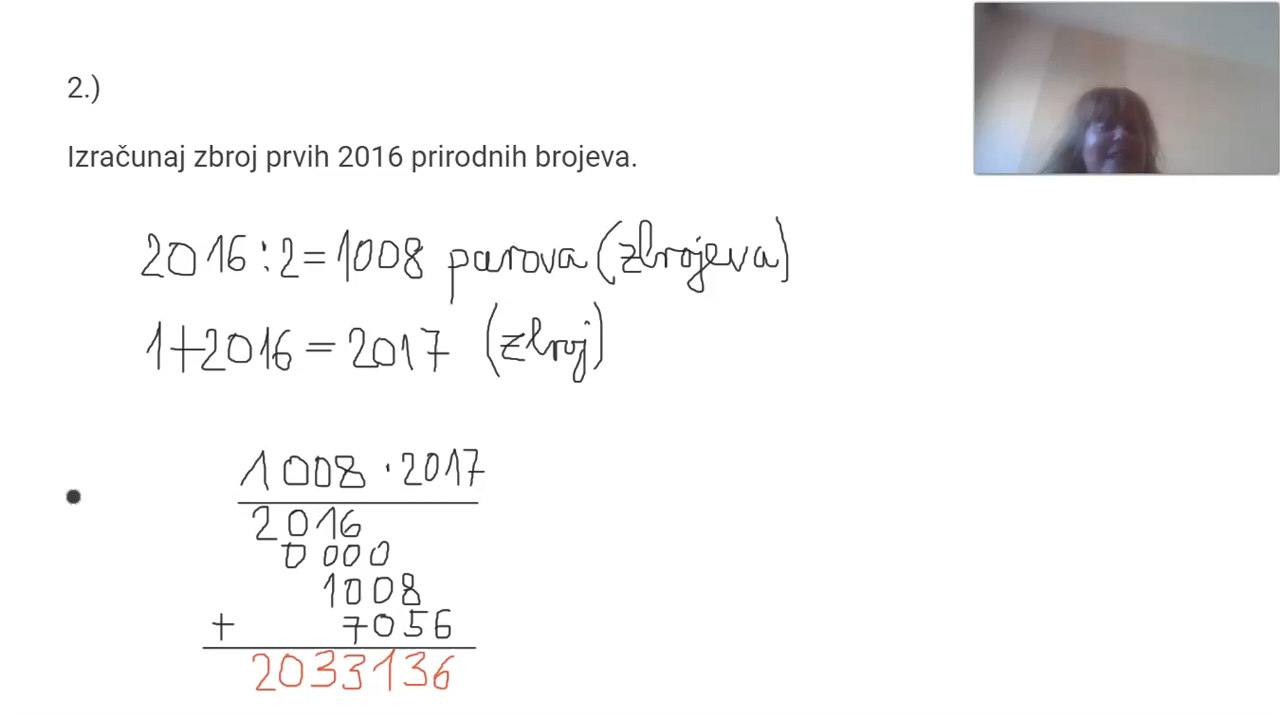 2.)
Izračunaj zbroj prvih 2016 prirodnih brojeva.
2016 : 2 = 1008 parova (zbrojeva)
1+2016 = 2017 (zbroj)
1008 · 2017
2016
0000
1008
+ 7056
2033136